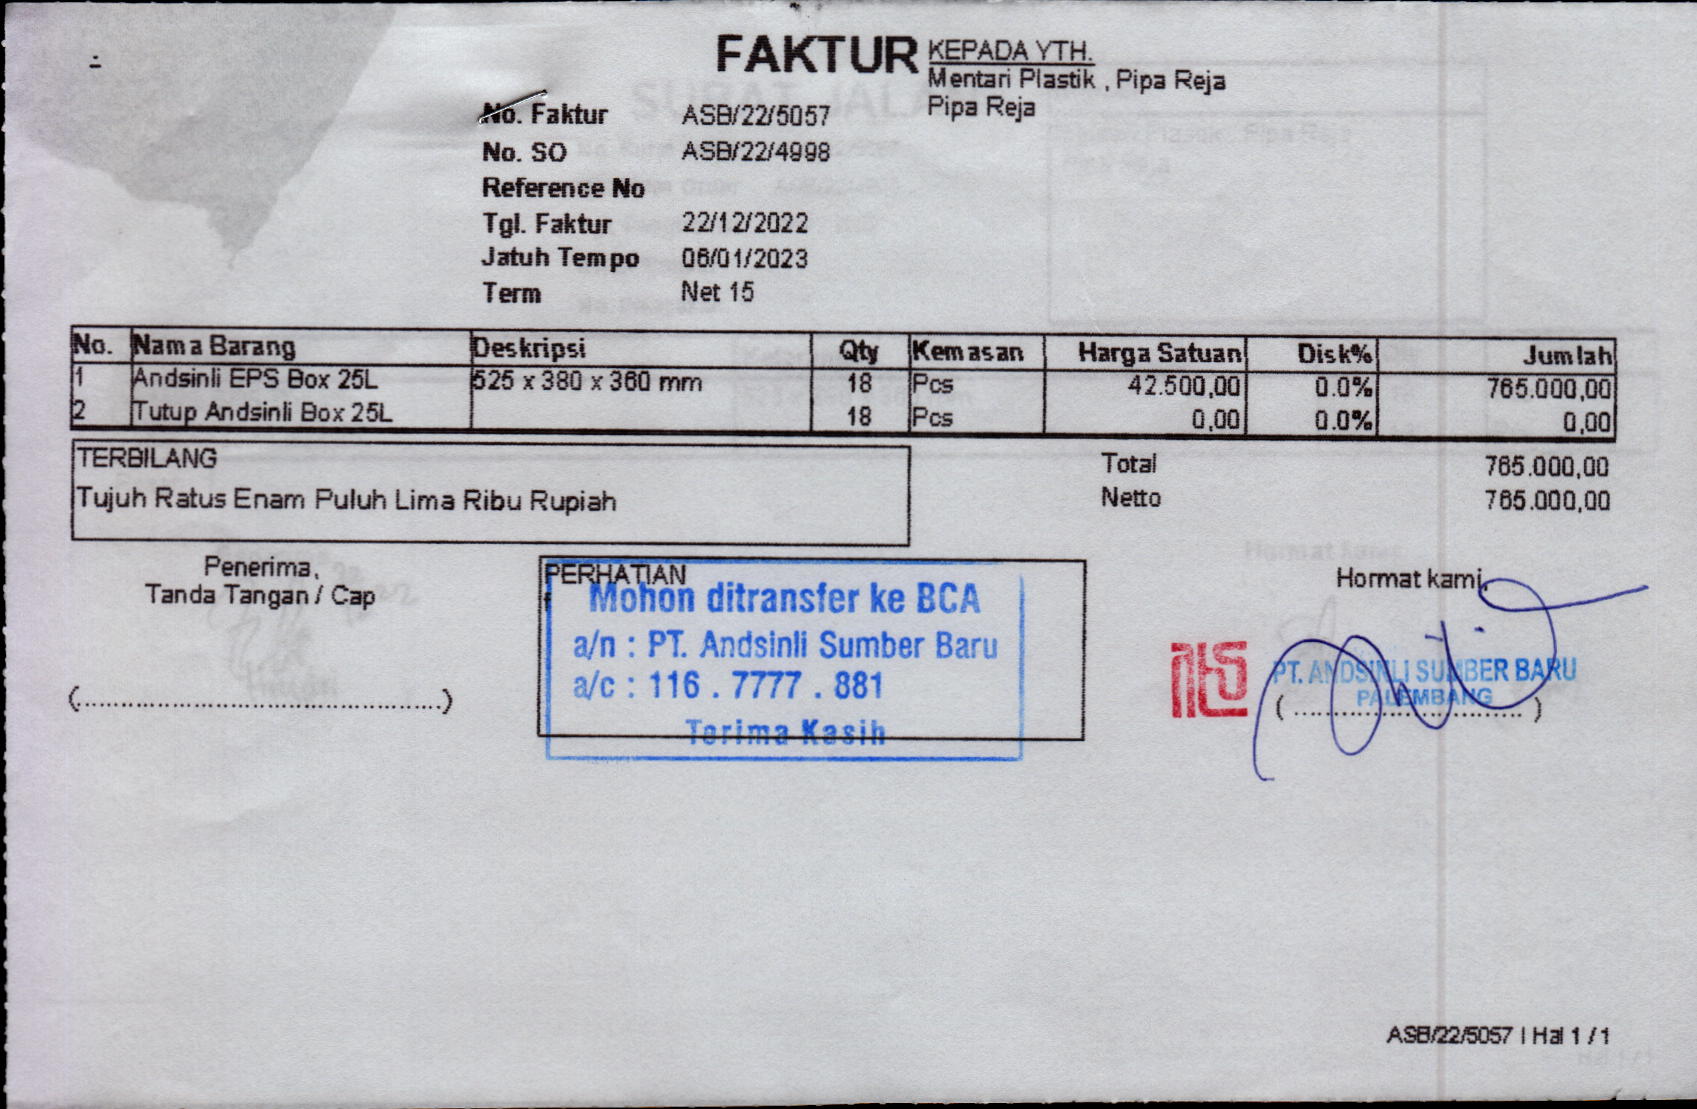 FAKTUR
KEPADA YTH.
Mentari Plastik , Pipa Reja
Pipa Reja
No. Faktur ASB/22/5057
No. SO ASB/22/4998
Reference No
Tgl. Faktur 22/12/2022
Jatuh Tempo 06/01/2023
Term Net 15
No. Nama Barang Deskripsi Qty Kemasan Harga Satuan Disk% Jumlah
1 Andsinli EPS Box 25L 525 x 380 x 360 mm 18 Pcs 42.500,00 0.0% 765.000,00
2 Tutup Andsinli Box 25L 18 Pcs 0,00 0.0% 0,00
TERBILANG
Tujuh Ratus Enam Puluh Lima Ribu Rupiah
Total 765.000,00
Netto 765.000,00
Penerima,
Tanda Tangan / Cap
(..........................................)
PERHATIAN
Mohon ditransfer ke BCA
a/n : PT. Andsinli Sumber Baru
a/c : 116 . 7777 . 881
Terima Kasih
Hormat kami,
PT. ANDSINLI SUMBER BARU
PALEMBANG
( .............................. )
ASB/22/5057 | Hal 1 / 1